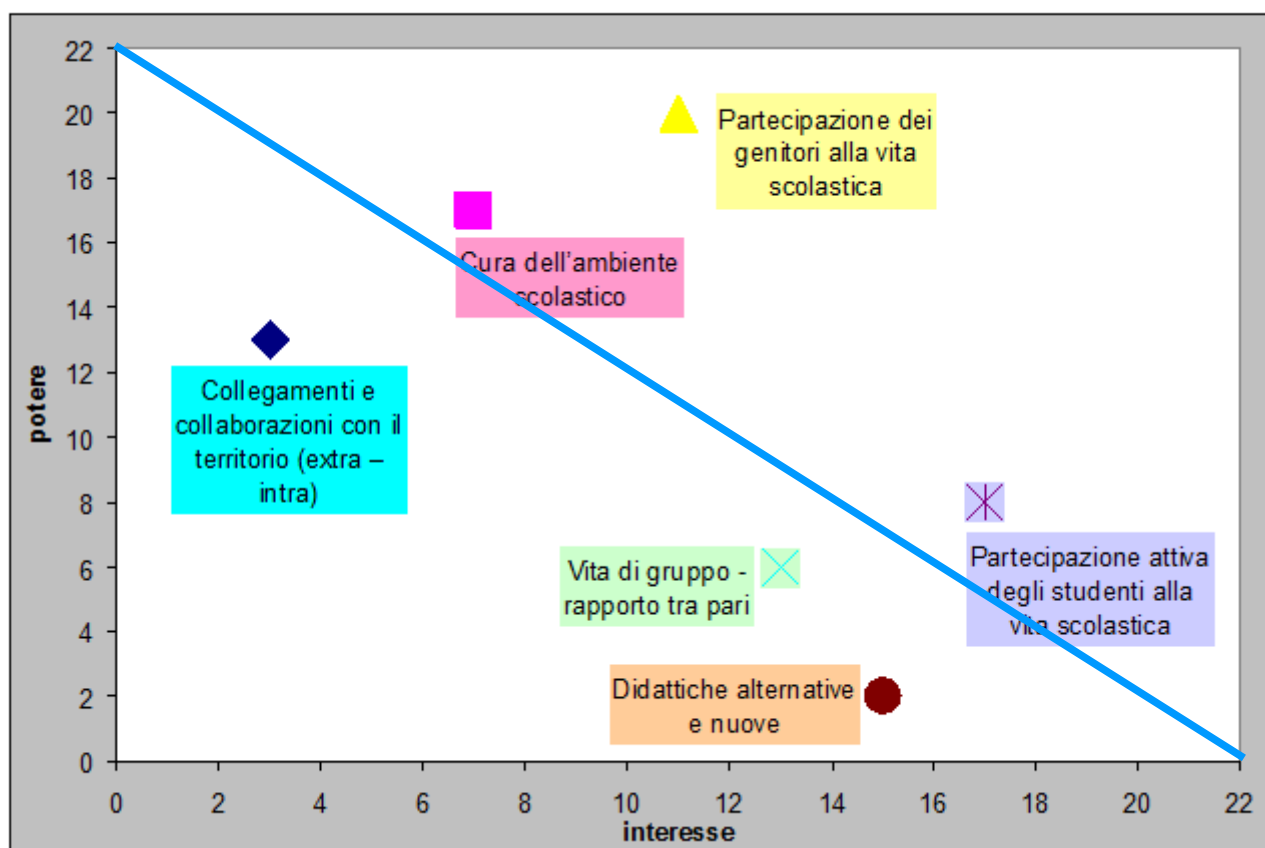 22
20
18
16
14
12
10
8
6
4
2
0
potere
Partecipazione dei
genitori alla vita
scolastica
Cura dell'ambiente
scolastico
Collegamenti e
collaborazioni con il
territorio (extra –
intra)
Vita di gruppo -
rapporto tra pari
Partecipazione attiva
degli studenti alla
vita scolastica
Didattiche alternative
e nuove
0 2 4 6 8 10 12 14 16 18 20 22
interesse